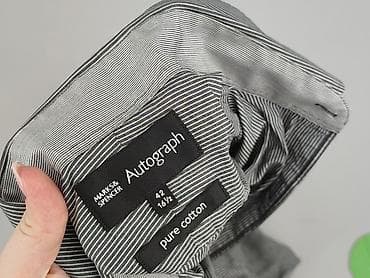 MARKS&
SPENCER
Autograph
42
16½
pure cotton